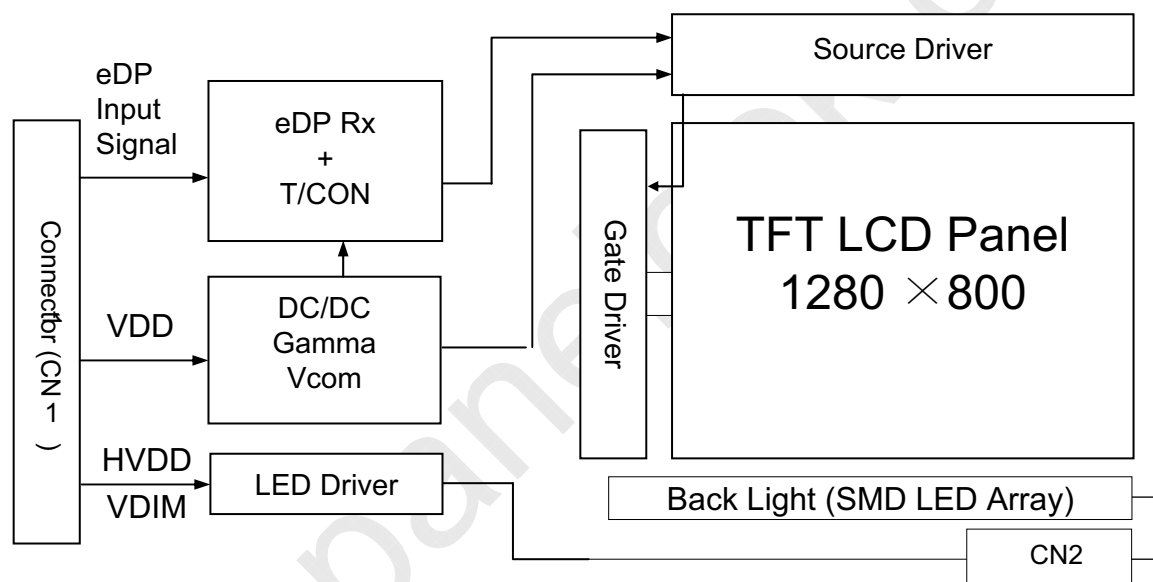 Source Driver
eDP
Input
Signal
eDP Rx
+
T/CON
Connector (CN1)
Gate Driver
TFT LCD Panel
1280 ×800
VDD
DC/DC
Gamma
Vcom
HVDD
VDIM
LED Driver
Back Light (SMD LED Array)
CN2